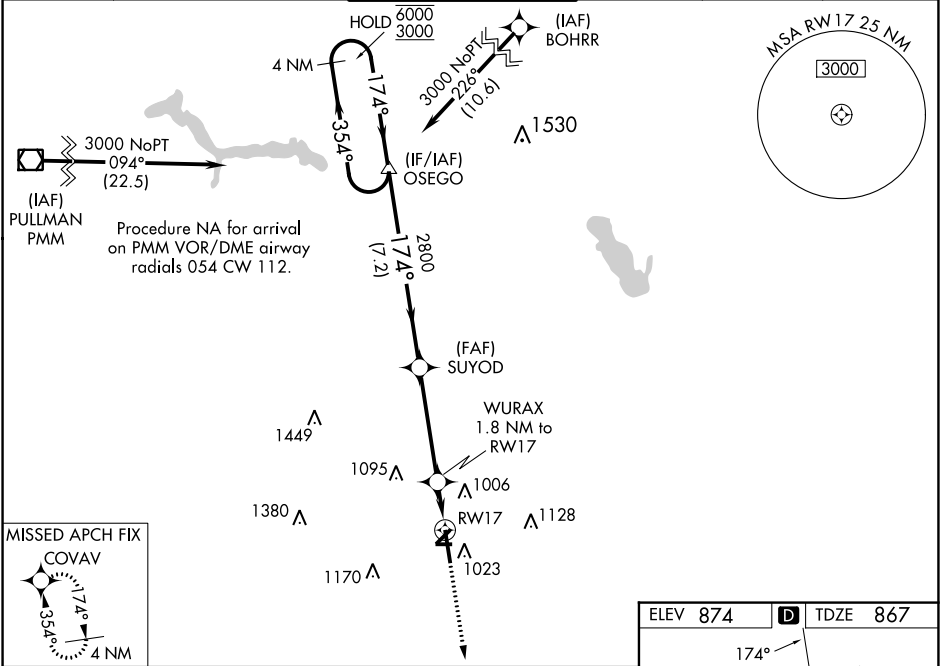 HOLD 6000
3000
(IAF)
BOHRR
MSA RW17 25 NM
3000
4 NM
174°
354°
3000 NoPT
226°
(10.6)
1530
3000 NoPT
094°
(22.5)
(IAF)
PULLMAN
PMM
(IF/IAF)
OSEGO
Procedure NA for arrival
on PMM VOR/DME airway
radials 054 CW 112.
2800
174°
(7.2)
(FAF)
SUYOD
WURAX
1.8 NM to
RW17
1449
1095
1006
1380
RW17
1128
1023
1170
4
MISSED APCH FIX
COVAV
174°
354°
4 NM
ELEV 874 D TDZE 867
174°